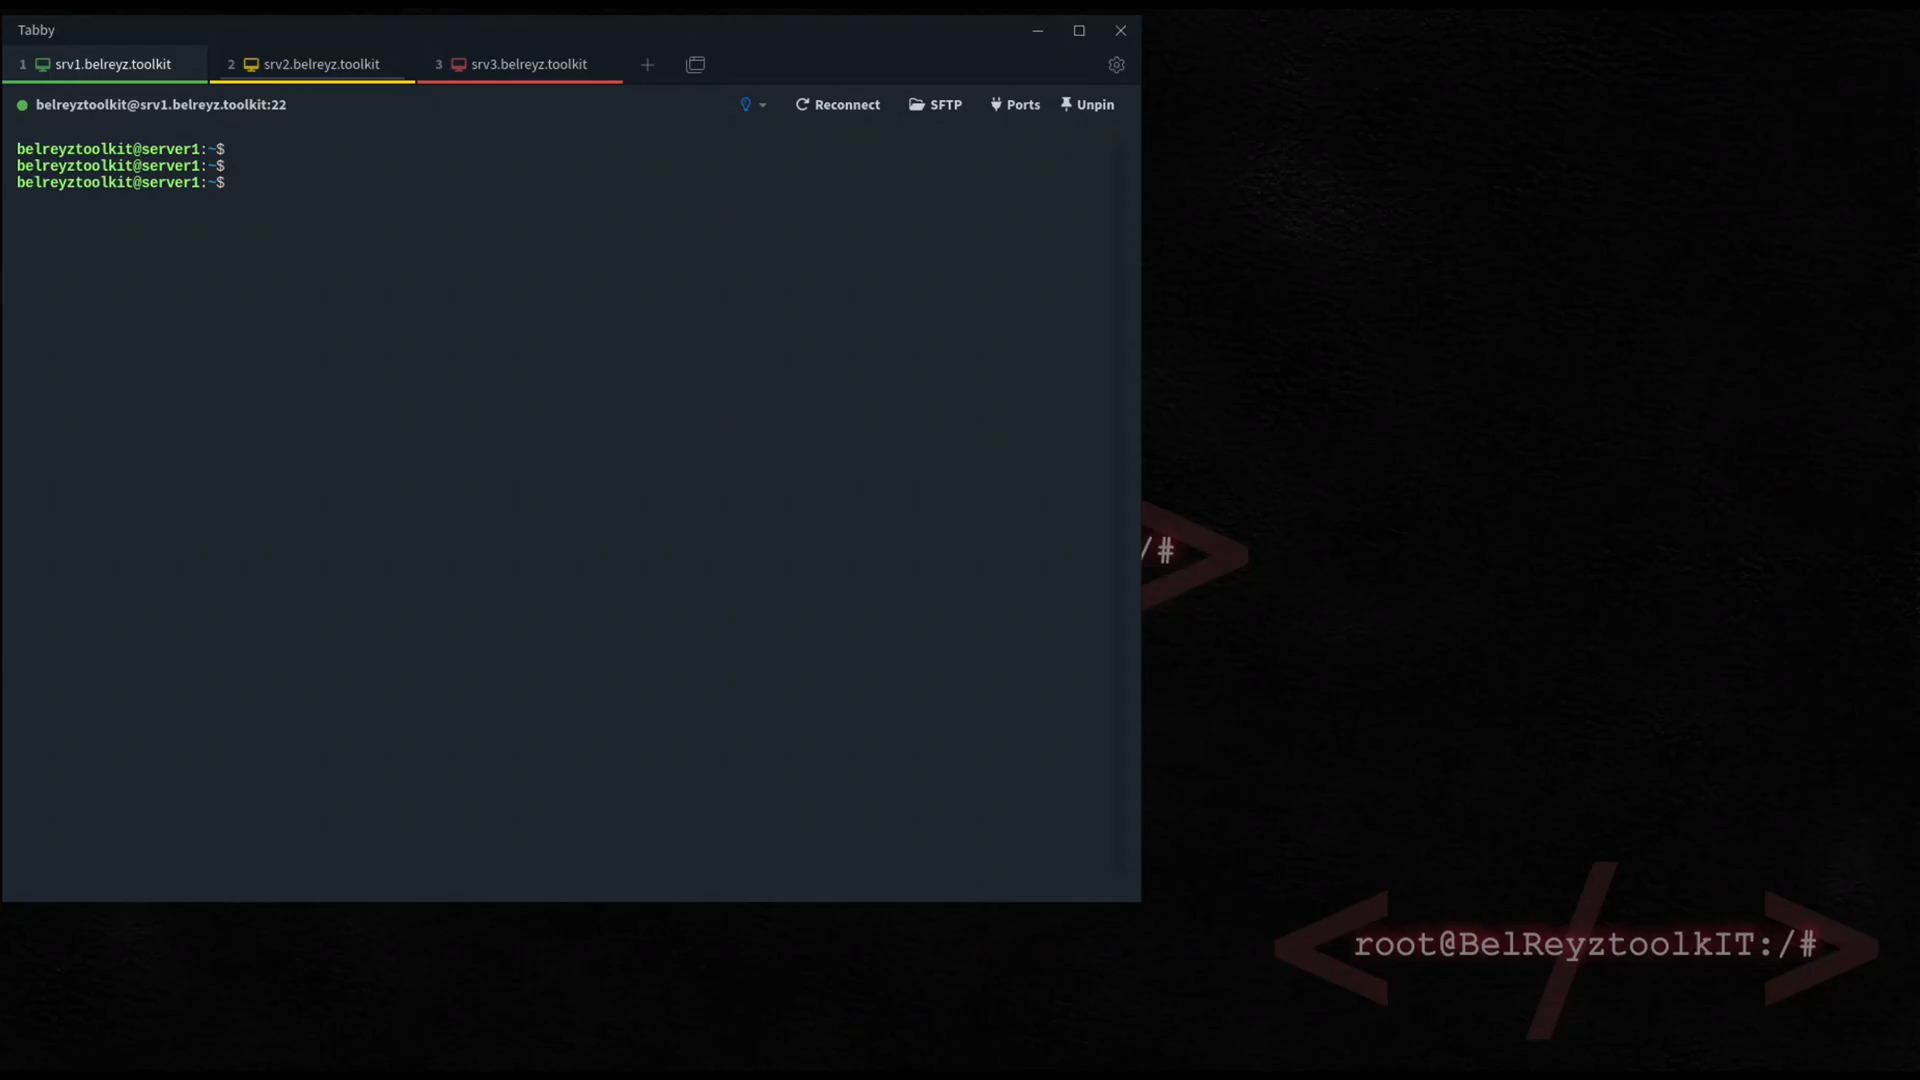 Tabby
1 srv1.belreyz.toolkit 2 srv2.belreyz.toolkit 3 srv3.belreyz.toolkit
belreyztoolkit@srv1.belreyz.toolkit:22 Reconnect SFTP Ports Unpin
belreyztoolkit@server1:~$
belreyztoolkit@server1:~$
belreyztoolkit@server1:~$
/#
root@BelReyztoolkIT:/#